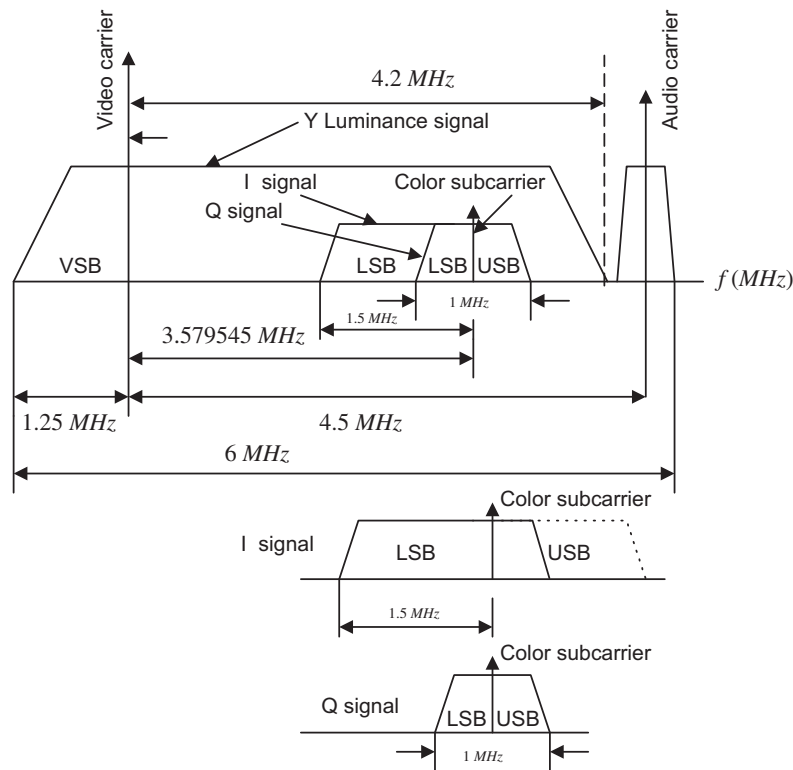 Video carrier
Audio carrier
4.2 MHz
Y Luminance signal
I signal
Color subcarrier
Q signal
VSB
LSB
LSB
USB
f (MHz)
1 MHz
1.5 MHz
3.579545 MHz
1.25 MHz
4.5 MHz
6 MHz
Color subcarrier
I signal
LSB
USB
1.5 MHz
Color subcarrier
Q signal
LSB
USB
1 MHz